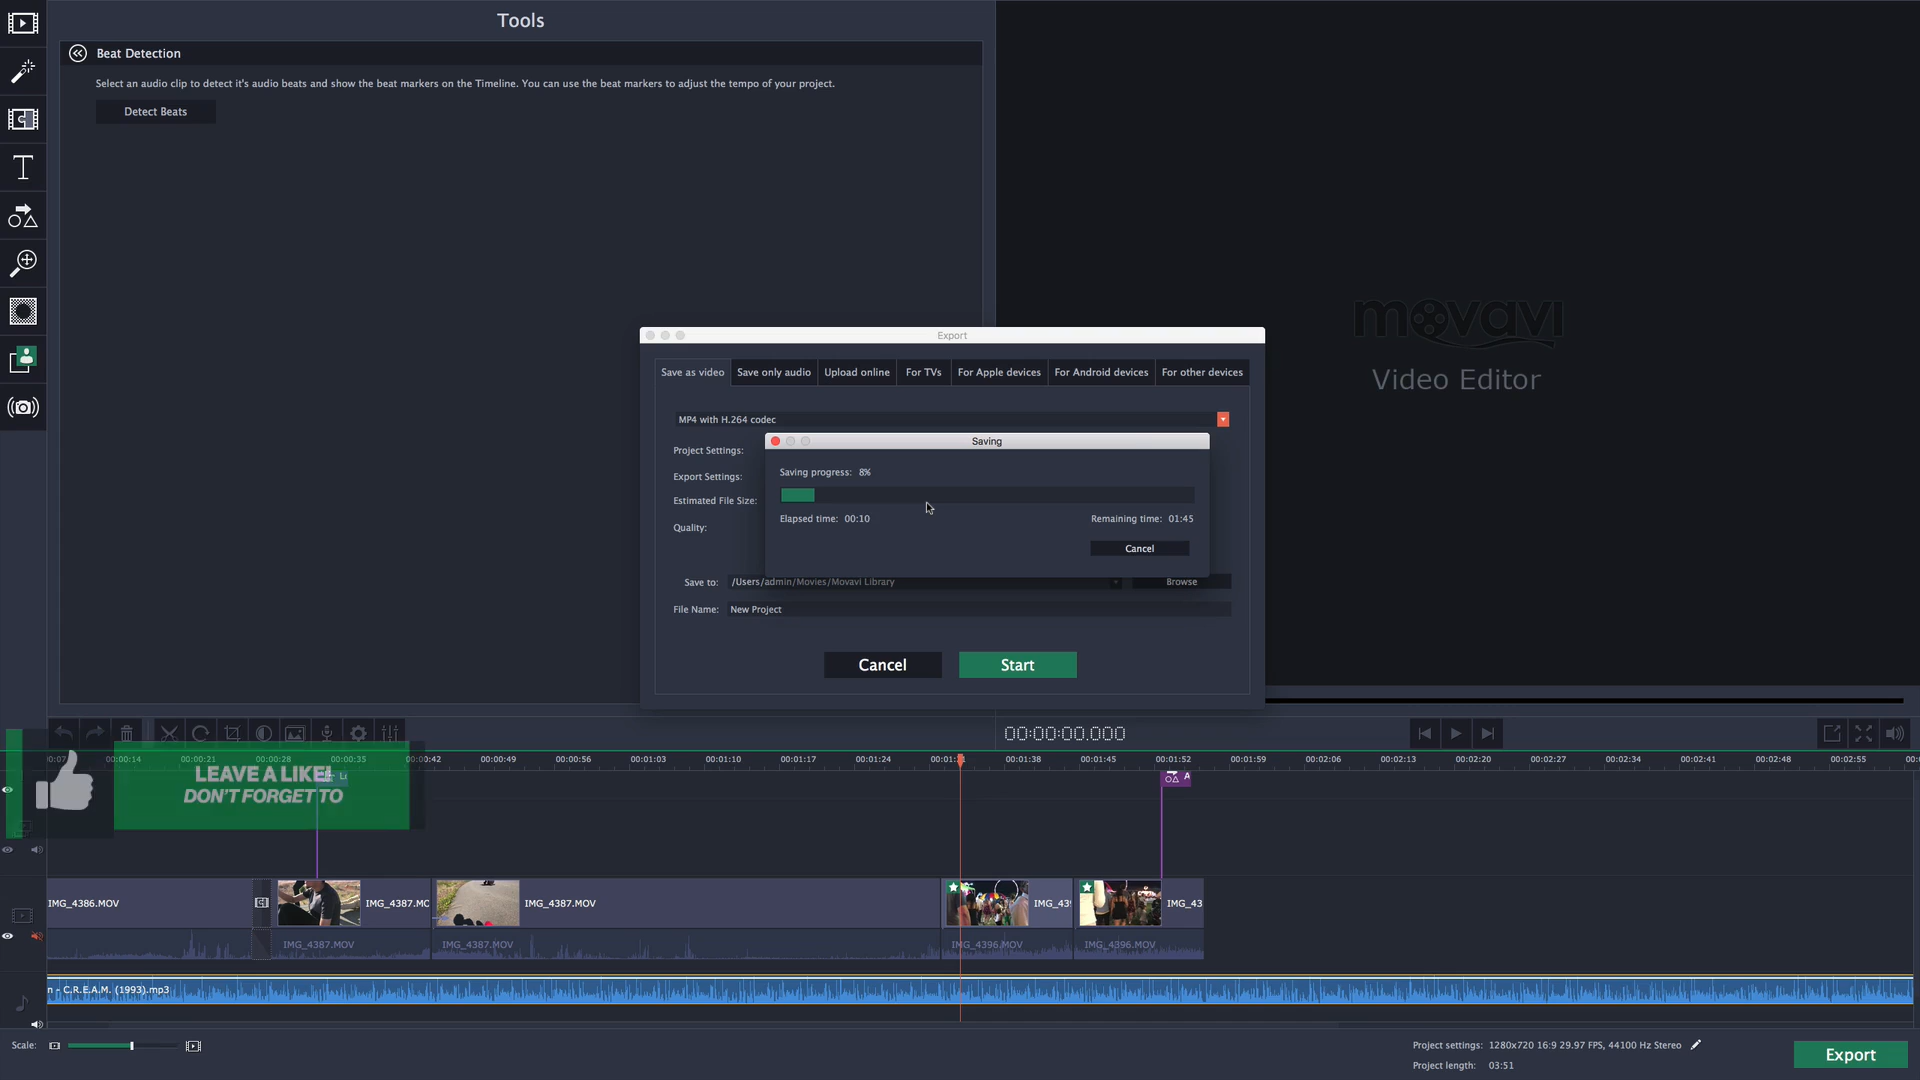 Tools
Beat Detection
Select an audio clip to detect it's audio beats and show the beat markers on the Timeline. You can use the beat markers to adjust the tempo of your project.
Detect Beats
movavi
Video Editor
Export
Save as video
Save only audio
Upload online
For TVs
For Apple devices
For Android devices
For other devices
MP4 with H.264 codec
Project Settings:
Export Settings:
Estimated File Size:
Quality:
Saving
Saving progress: 8%
Elapsed time: 00:10
Remaining time: 01:45
Cancel
Save to: /Users/admin/Movies/Movavi Library
Browse
File Name: New Project
Cancel
Start
00:00:00.000
00:00:14 00:00:21 00:00:28 00:00:35 00:00:42 00:00:49 00:00:56 00:01:03 00:01:10 00:01:17 00:01:24 00:01:38 00:01:45 00:01:52 00:01:59 00:02:06 00:02:13 00:02:20 00:02:27 00:02:34 00:02:41 00:02:48 00:02:55
LEAVE A LIKE!
DON'T FORGET TO
Lu
A
IMG_4386.MOV
IMG_4387.MO
IMG_4387.MOV
IMG_439
IMG_43
IMG_4387.MOV
IMG_4387.MOV
IMG_4396.MOV
IMG_4396.MOV
n - C.R.E.A.M. (1993).mp3
Scale:
Project settings: 1280x720 16:9 29.97 FPS, 44100 Hz Stereo
Project length: 03:51
Export